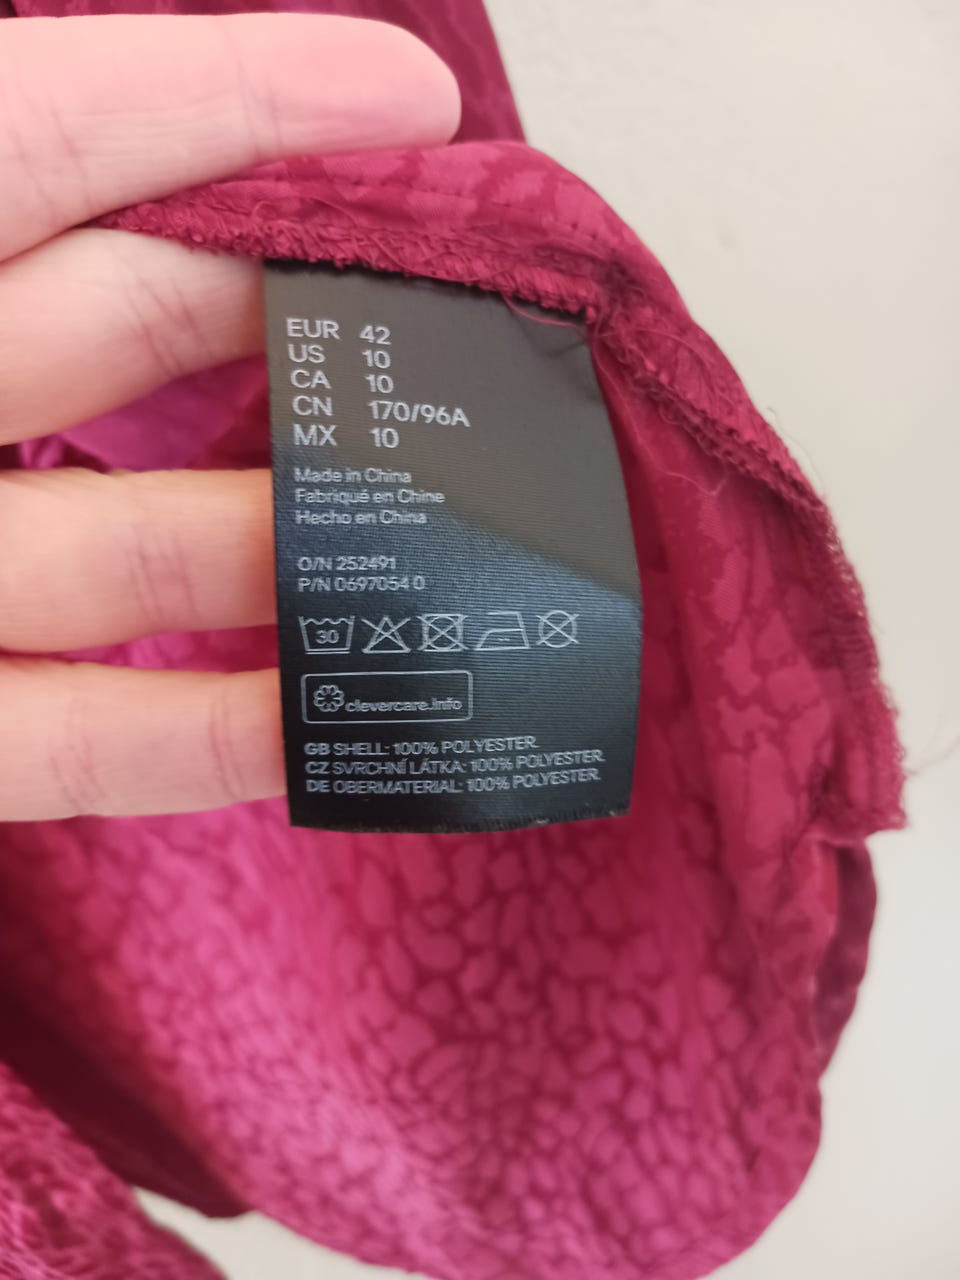 EUR 42
US 10
CA 10
CN 170/96A
MX 10
Made in China
Fabriqué en Chine
Hecho en China
O/N 252491
P/N 0697054 0
30
clevercare.info
GB SHELL: 100% POLYESTER.
CZ SVRCHNÍ LÁTKA: 100% POLYESTER.
DE OBERMATERIAL: 100% POLYESTER.